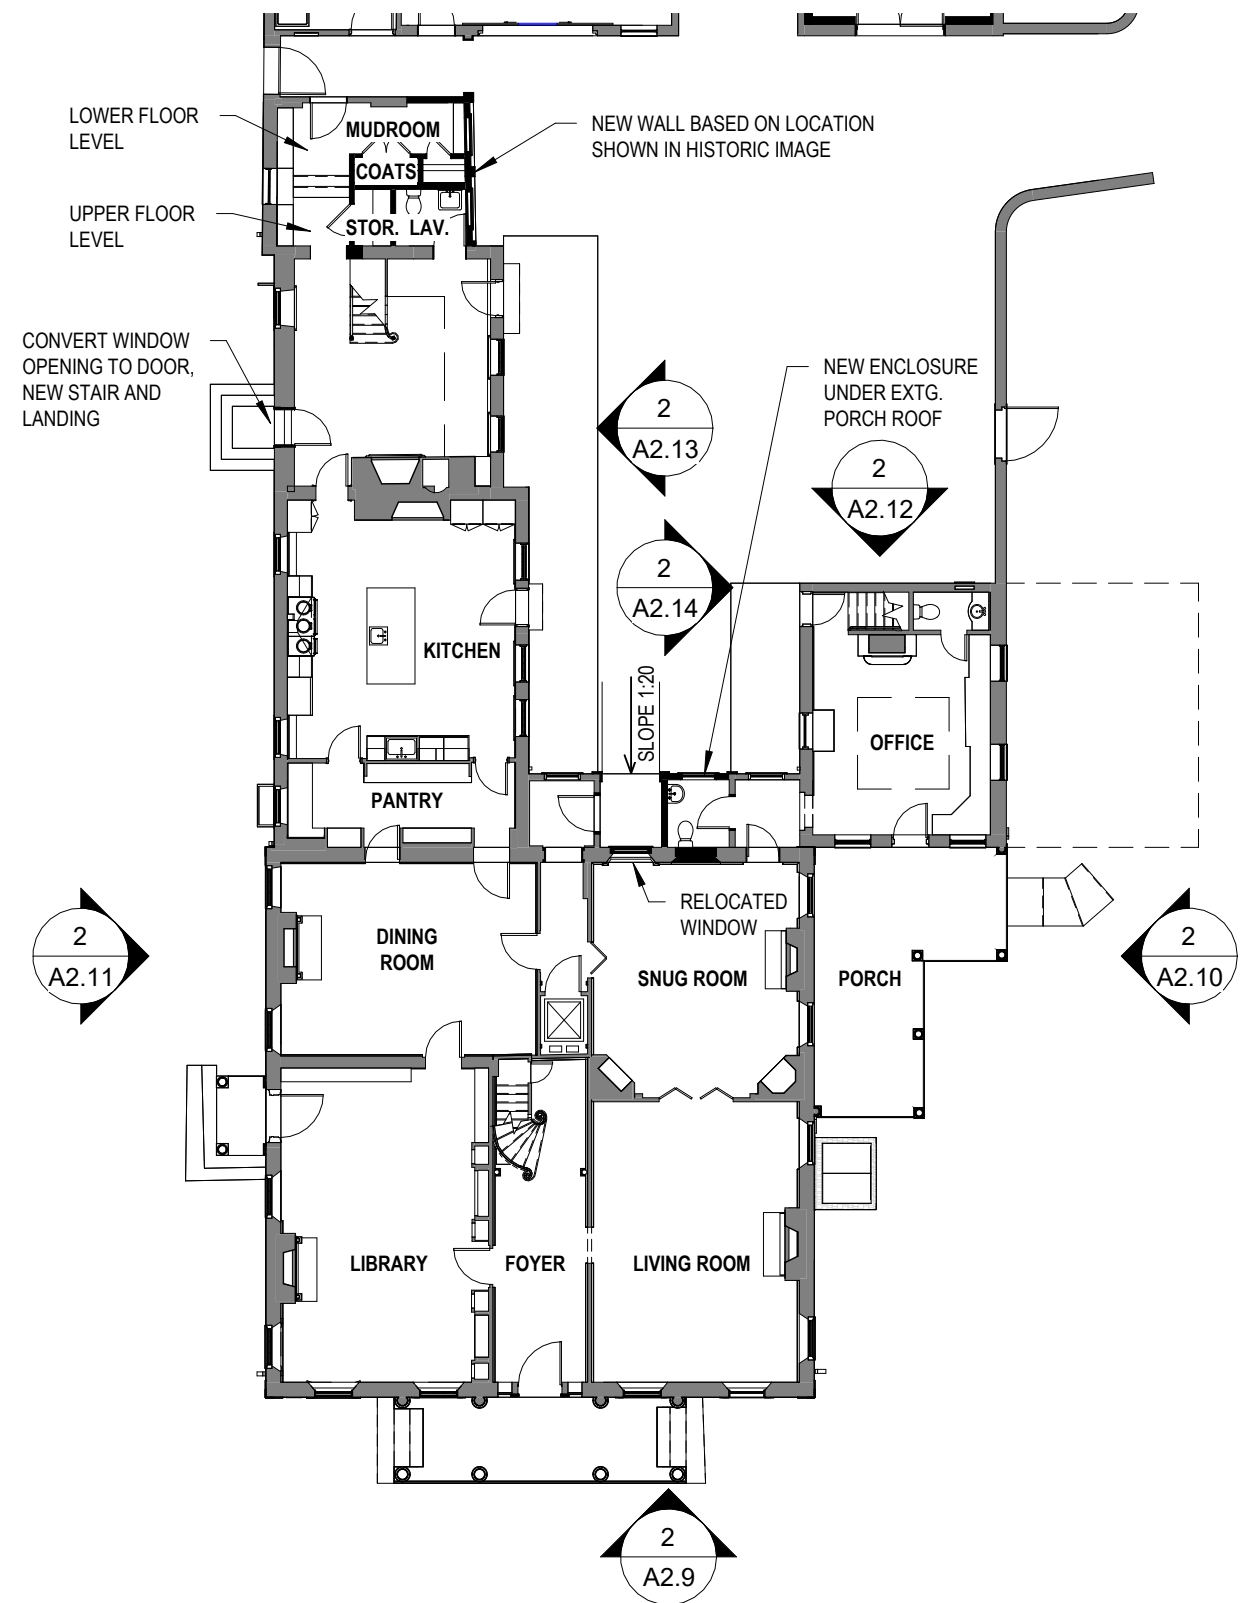 LOWER FLOOR
LEVEL
MUDROOM
COATS
NEW WALL BASED ON LOCATION
SHOWN IN HISTORIC IMAGE
UPPER FLOOR
LEVEL
STOR. LAV.
CONVERT WINDOW
OPENING TO DOOR,
NEW STAIR AND
LANDING
2
A2.13
NEW ENCLOSURE
UNDER EXTG.
PORCH ROOF
2
A2.12
2
A2.14
KITCHEN
SLOPE 1:20
OFFICE
PANTRY
RELOCATED
WINDOW
2
A2.11
DINING
ROOM
SNUG ROOM
PORCH
2
A2.10
LIBRARY
FOYER
LIVING ROOM
2
A2.9